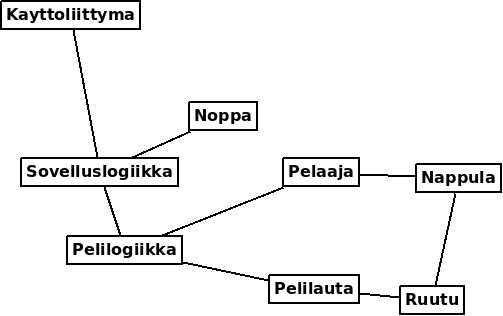 Kayttoliittyma
Noppa
Sovelluslogiikka
Pelaaja
Nappula
Pelilogiikka
Pelilauta
Ruutu